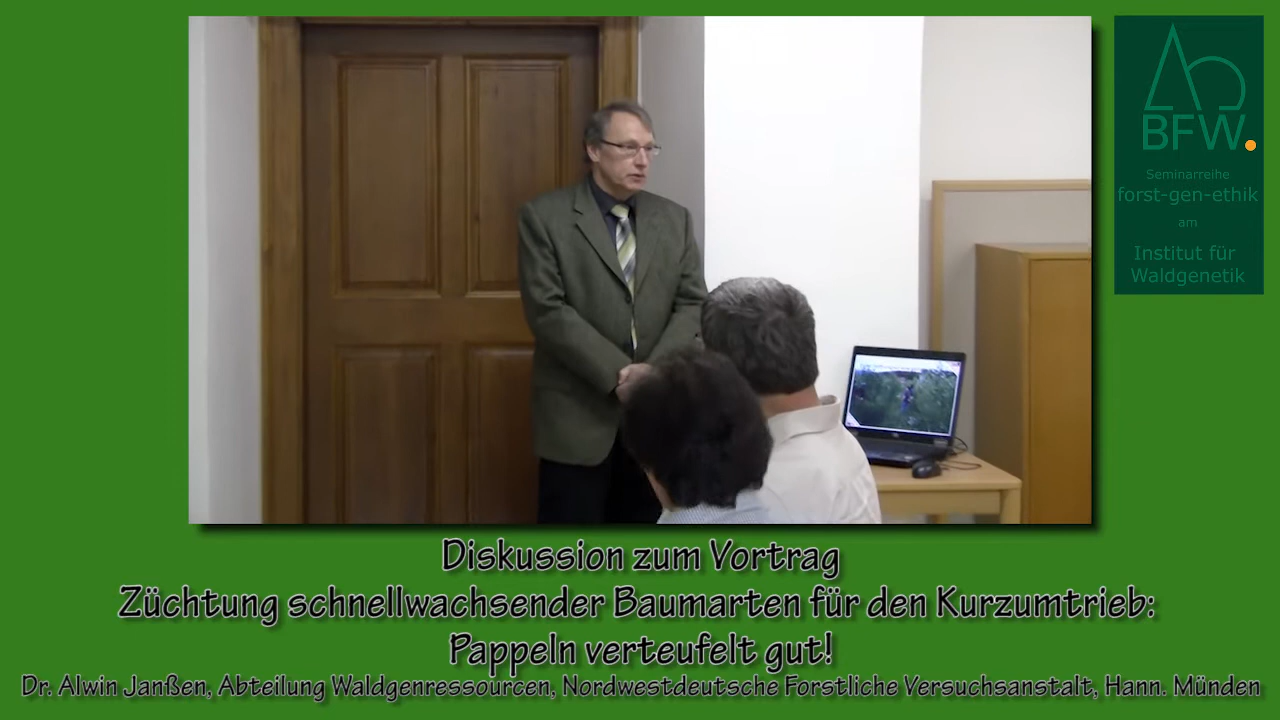 BFW.
Seminarreihe
forst-gen-ethik
am
Institut für
Waldgenetik
Diskussion zum Vortrag
Züchtung schnellwachsender Baumarten für den Kurzumtrieb:
Pappeln verteufelt gut!
Dr. Alwin Janßen, Abteilung Waldgenressourcen, Nordwestdeutsche Forstliche Versuchsanstalt, Hann. Münden